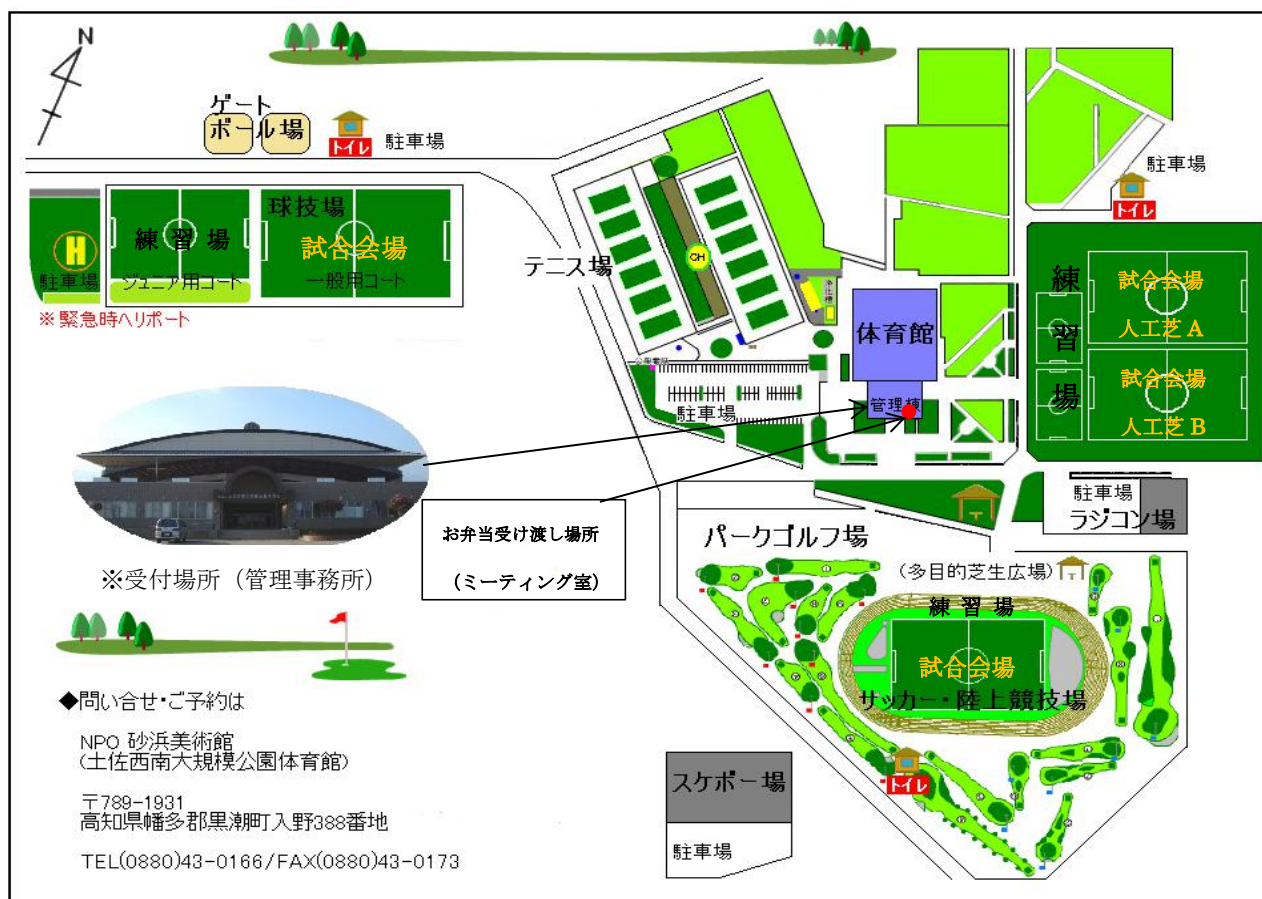 N
ゲート
ボール場
トイレ
駐車場
駐車場
トイレ
球技場
練習場
試合会場
ジュニア用コート
一般用コート
H
駐車場
※緊急時ヘリポート
テニス場
CH
浄化槽
公衆電話
体育館
管理棟
駐車場
練習場
試合会場
人工芝A
試合会場
人工芝B
駐車場
ラジコン場
お弁当受け渡し場所
(ミーティング室)
※受付場所(管理事務所)
パークゴルフ場
(多目的芝生広場)
練習場
試合会場
サッカー・陸上競技場
トイレ
スケボー場
駐車場
◆問い合せ・ご予約は
NPO 砂浜美術館
(土佐西南大規模公園体育館)
〒789-1931
高知県幡多郡黒潮町入野388番地
TEL(0880)43-0166/FAX(0880)43-0173